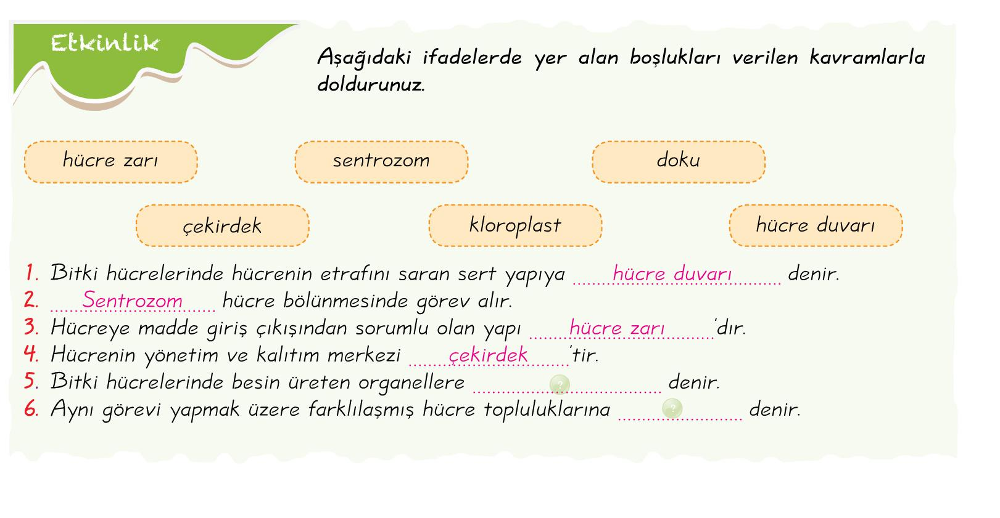 Etkinlik
Aşağıdaki ifadelerde yer alan boşlukları verilen kavramlarla
doldurunuz.
hücre zarı sentrozom doku
çekirdek kloroplast hücre duvarı
1. Bitki hücrelerinde hücrenin etrafını saran sert yapıya hücre duvarı denir.
2. Sentrozom hücre bölünmesinde görev alır.
3. Hücreye madde giriş çıkışından sorumlu olan yapı hücre zarı 'dır.
4. Hücrenin yönetim ve kalıtım merkezi çekirdek 'tir.
5. Bitki hücrelerinde besin üreten organellere ? denir.
6. Aynı görevi yapmak üzere farklılaşmış hücre topluluklarına ? denir.